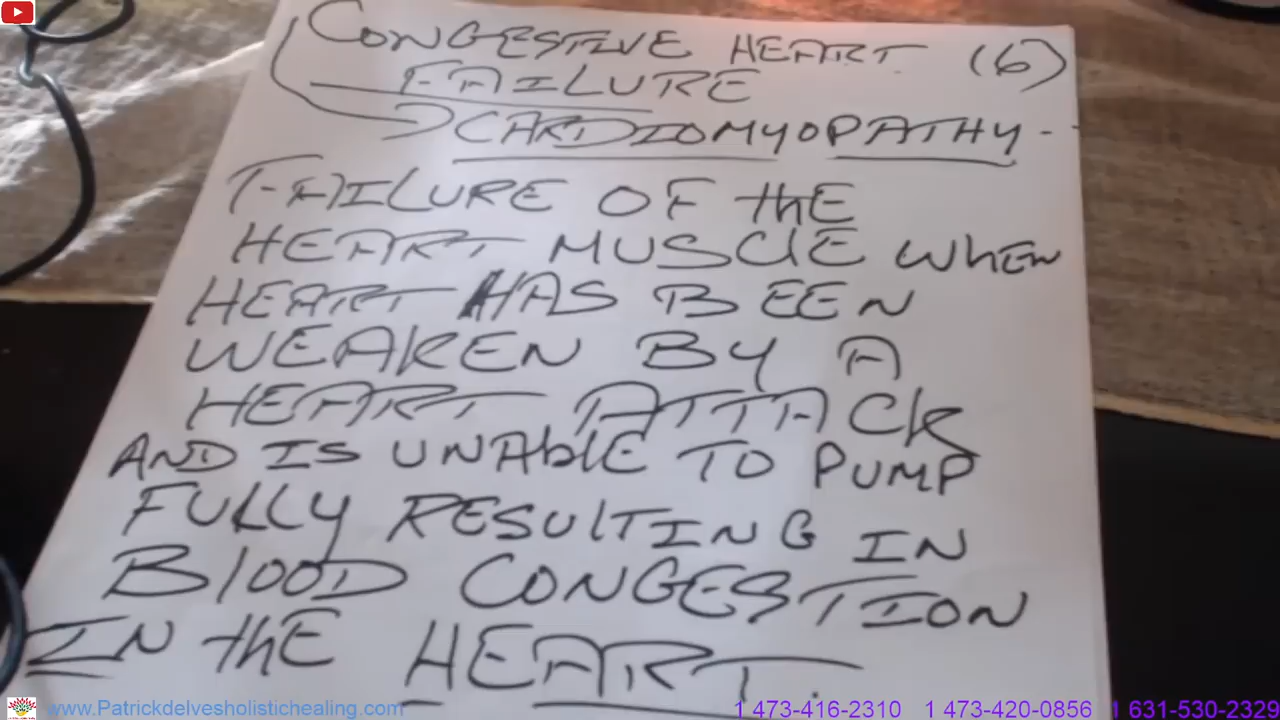 CONGESTIVE HEART (6)
FAILURE
CARDIOMYOPATHY
FAILURE OF thE
HEART MUSClE WhEN
HEART HAS BEEN
WEAKEN BY A
HEART ATTACK
AND IS UNAblE TO PUMP
FULLY RESUlTING IN
BlOOD CONGESTION
IN thE HEART.
www.Patrickdelvesholistichealing.com
1 473-416-2310 1 473-420-0856 1 631-530-2329